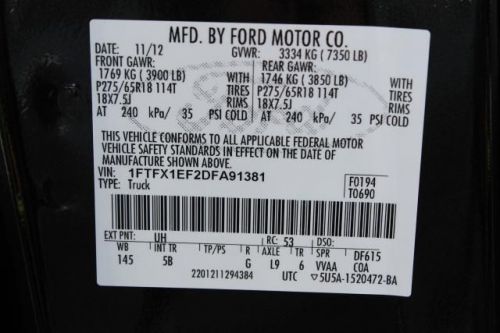 MFD. BY FORD MOTOR CO.
DATE: 11/12 GVWR: 3334 KG ( 7350 LB)
FRONT GAWR: REAR GAWR:
1769 KG ( 3900 LB) WITH 1746 KG ( 3850 LB) WITH
P275/65R18 114T TIRES P275/65R18 114T TIRES
18X7.5J RIMS 18X7.5J RIMS
AT 240 kPa/ 35 PSI COLD AT 240 kPa/ 35 PSI COLD
THIS VEHICLE CONFORMS TO ALL APPLICABLE FEDERAL MOTOR
VEHICLE SAFETY STANDARDS IN EFFECT ON THE DATE OF MANUFACTURE
SHOWN ABOVE.
VIN: 1FTFX1EF2DFA91381 F0194
TYPE: Truck T0690
EXT PNT: UH RC: 53 DSO:
WB INT TR TP/PS R AXLE TR SPR DF615
145 5B G L9 6 VVAA COA
2201211294384 UTC 5U5A-1520472-BA